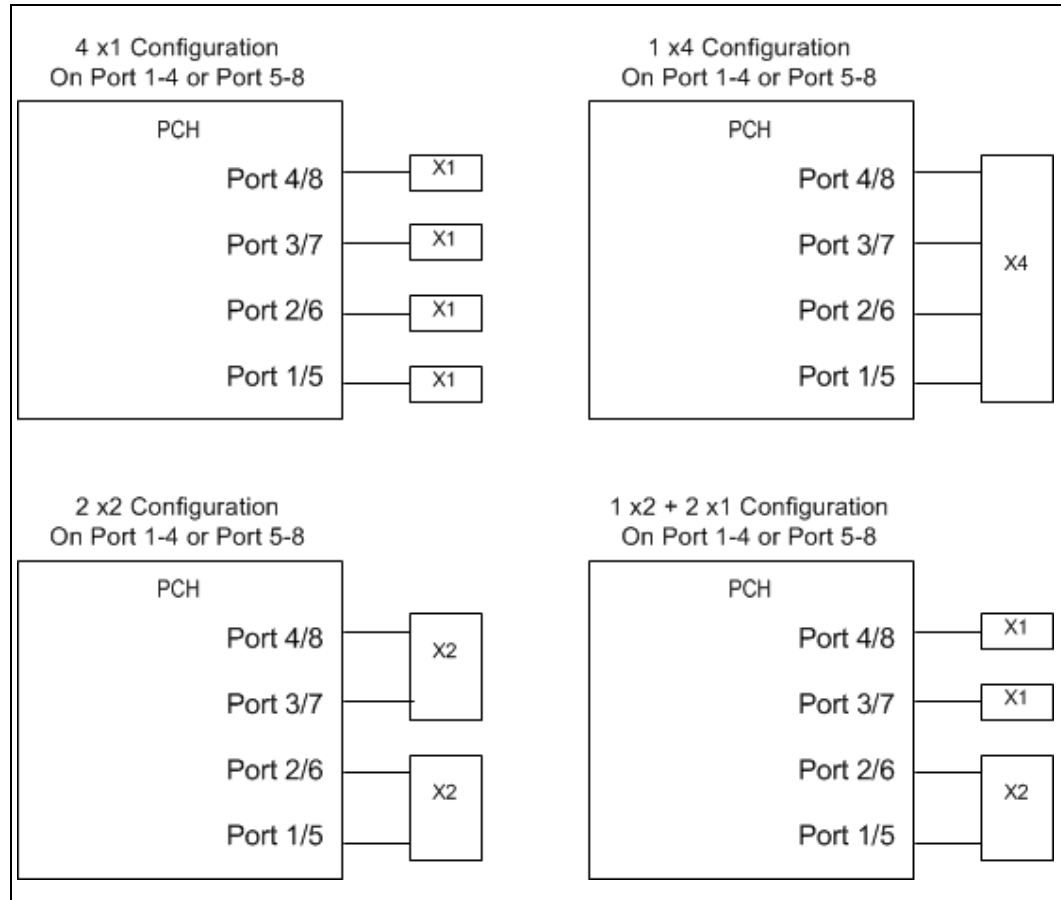 4 x1 Configuration
On Port 1-4 or Port 5-8
PCH
Port 4/8
X1
Port 3/7
X1
Port 2/6
X1
Port 1/5
X1
1 x4 Configuration
On Port 1-4 or Port 5-8
PCH
Port 4/8
Port 3/7
X4
Port 2/6
Port 1/5
2 x2 Configuration
On Port 1-4 or Port 5-8
PCH
Port 4/8
X2
Port 3/7
Port 2/6
X2
Port 1/5
1 x2 + 2 x1 Configuration
On Port 1-4 or Port 5-8
PCH
Port 4/8
X1
Port 3/7
X1
Port 2/6
X2
Port 1/5